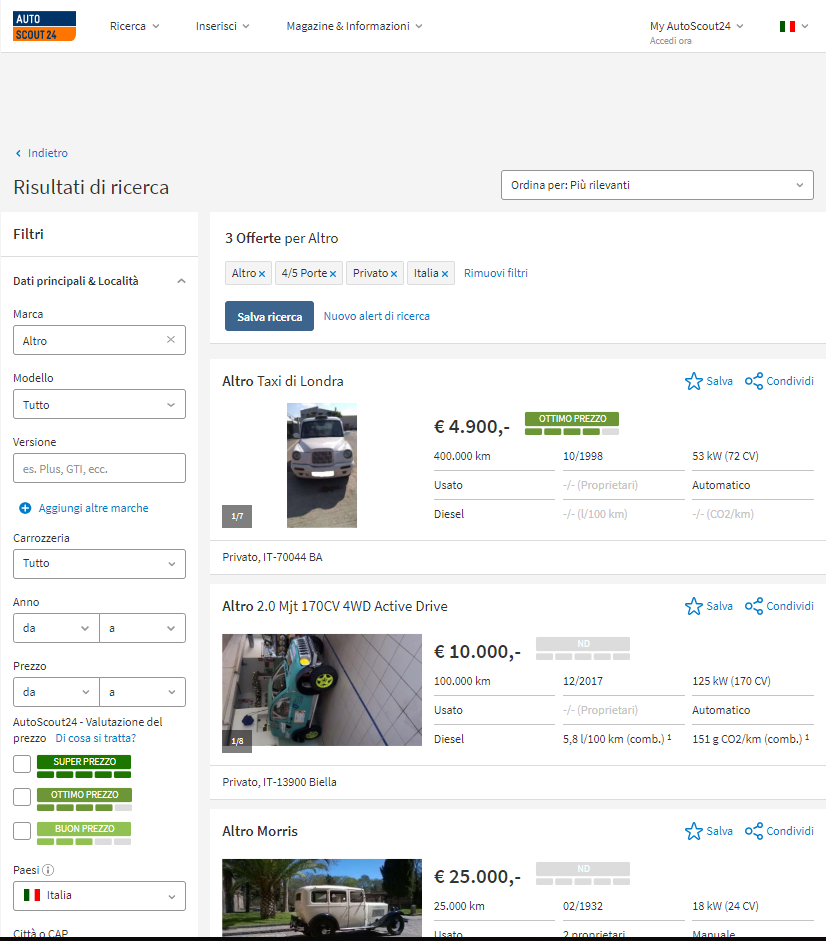 AUTO
SCOUT 24
Ricerca
Inserisci
Magazine & Informazioni
My AutoScout24
Accedi ora
Indietro
Risultati di ricerca
Ordina per: Più rilevanti
Filtri
Dati principali & Località
Marca
Altro
Modello
Tutto
Versione
es. Plus, GTI, ecc.
Aggiungi altre marche
Carrozzeria
Tutto
Anno
da a
Prezzo
da a
AutoScout24 - Valutazione del
prezzo Di cosa si tratta?
SUPER PREZZO
OTTIMO PREZZO
BUON PREZZO
Paesi
Italia
Città o CAP
3 Offerte per Altro
Altro × 4/5 Porte × Privato × Italia × Rimuovi filtri
Salva ricerca Nuovo alert di ricerca
Altro Taxi di Londra Salva Condividi
1/7
€ 4.900,- OTTIMO PREZZO
400.000 km 10/1998 53 kW (72 CV)
Usato -/- (Proprietari) Automatico
Diesel -/- (l/100 km) -/- (CO2/km)
Privato, IT-70044 BA
Altro 2.0 Mjt 170CV 4WD Active Drive Salva Condividi
1/8
€ 10.000,- ND
100.000 km 12/2017 125 kW (170 CV)
Usato -/- (Proprietari) Automatico
Diesel 5,8 l/100 km (comb.) ¹ 151 g CO2/km (comb.) ¹
Privato, IT-13900 Biella
Altro Morris Salva Condividi
€ 25.000,- ND
25.000 km 02/1932 18 kW (24 CV)
Usato 2 proprietari Manuale